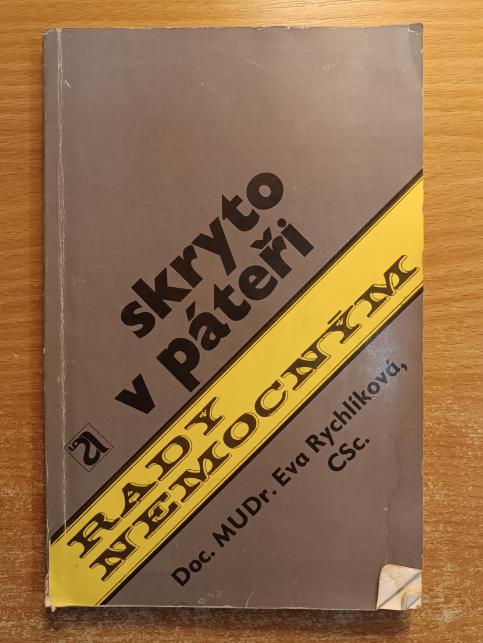 skryto
v páteři
RADY
NEMOCNÝM
Doc. MUDr. Eva Rychlíková,
CSc.